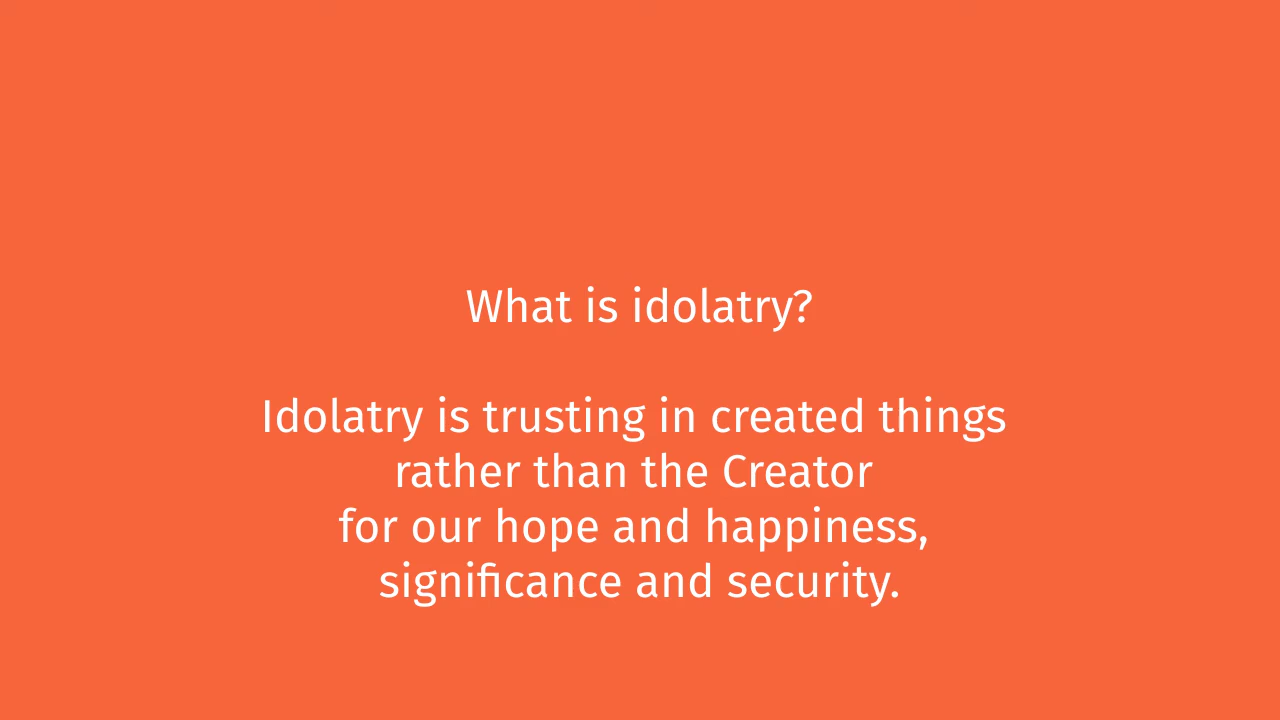 What is idolatry?
Idolatry is trusting in created things
rather than the Creator
for our hope and happiness,
significance and security.